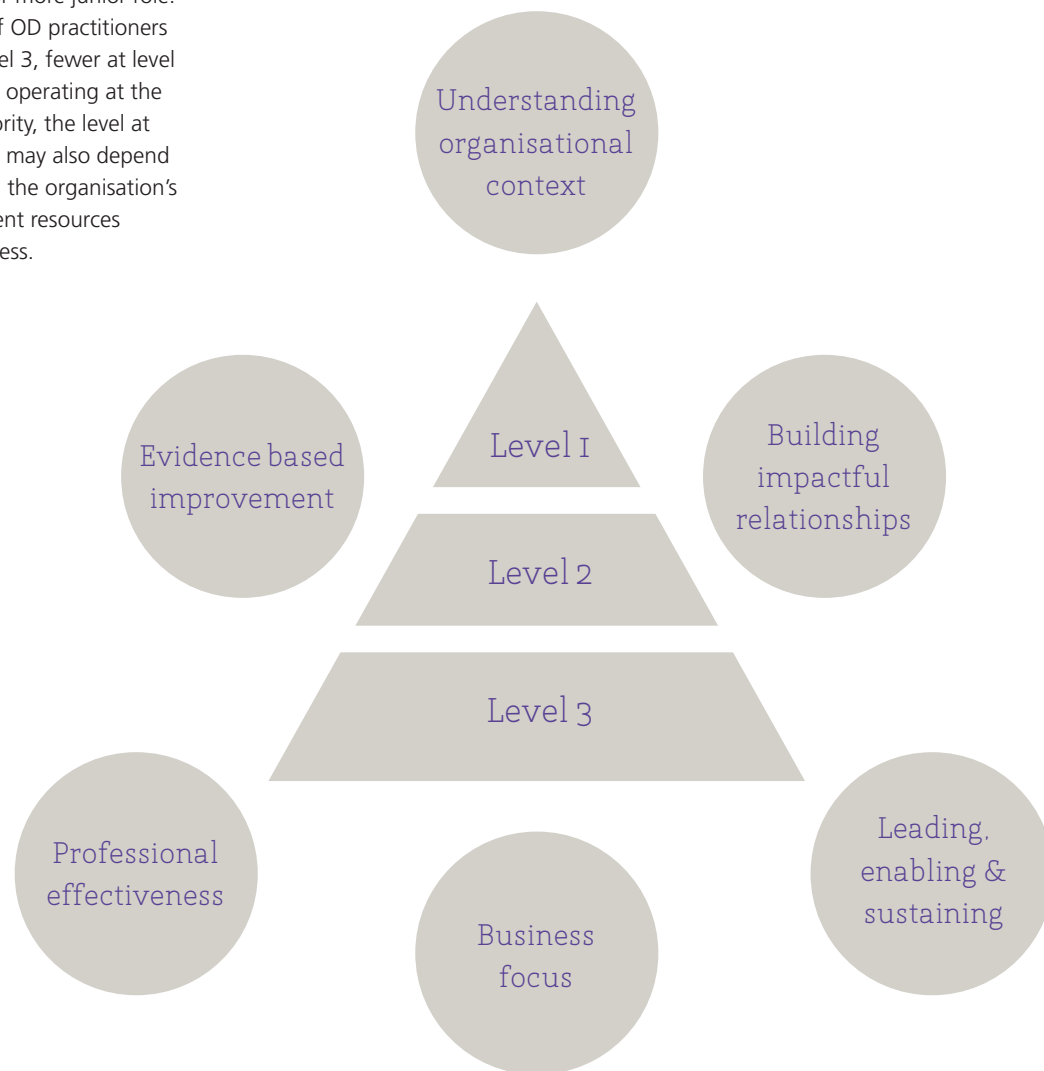 or more junior role.
f OD practitioners
el 3, fewer at level
operating at the
ority, the level at
may also depend
the organisation's
ent resources
ess.
Understanding
organisational
context
Evidence based
improvement
Level 1
Building
impactful
relationships
Level 2
Level 3
Professional
effectiveness
Business
focus
Leading,
enabling &
sustaining